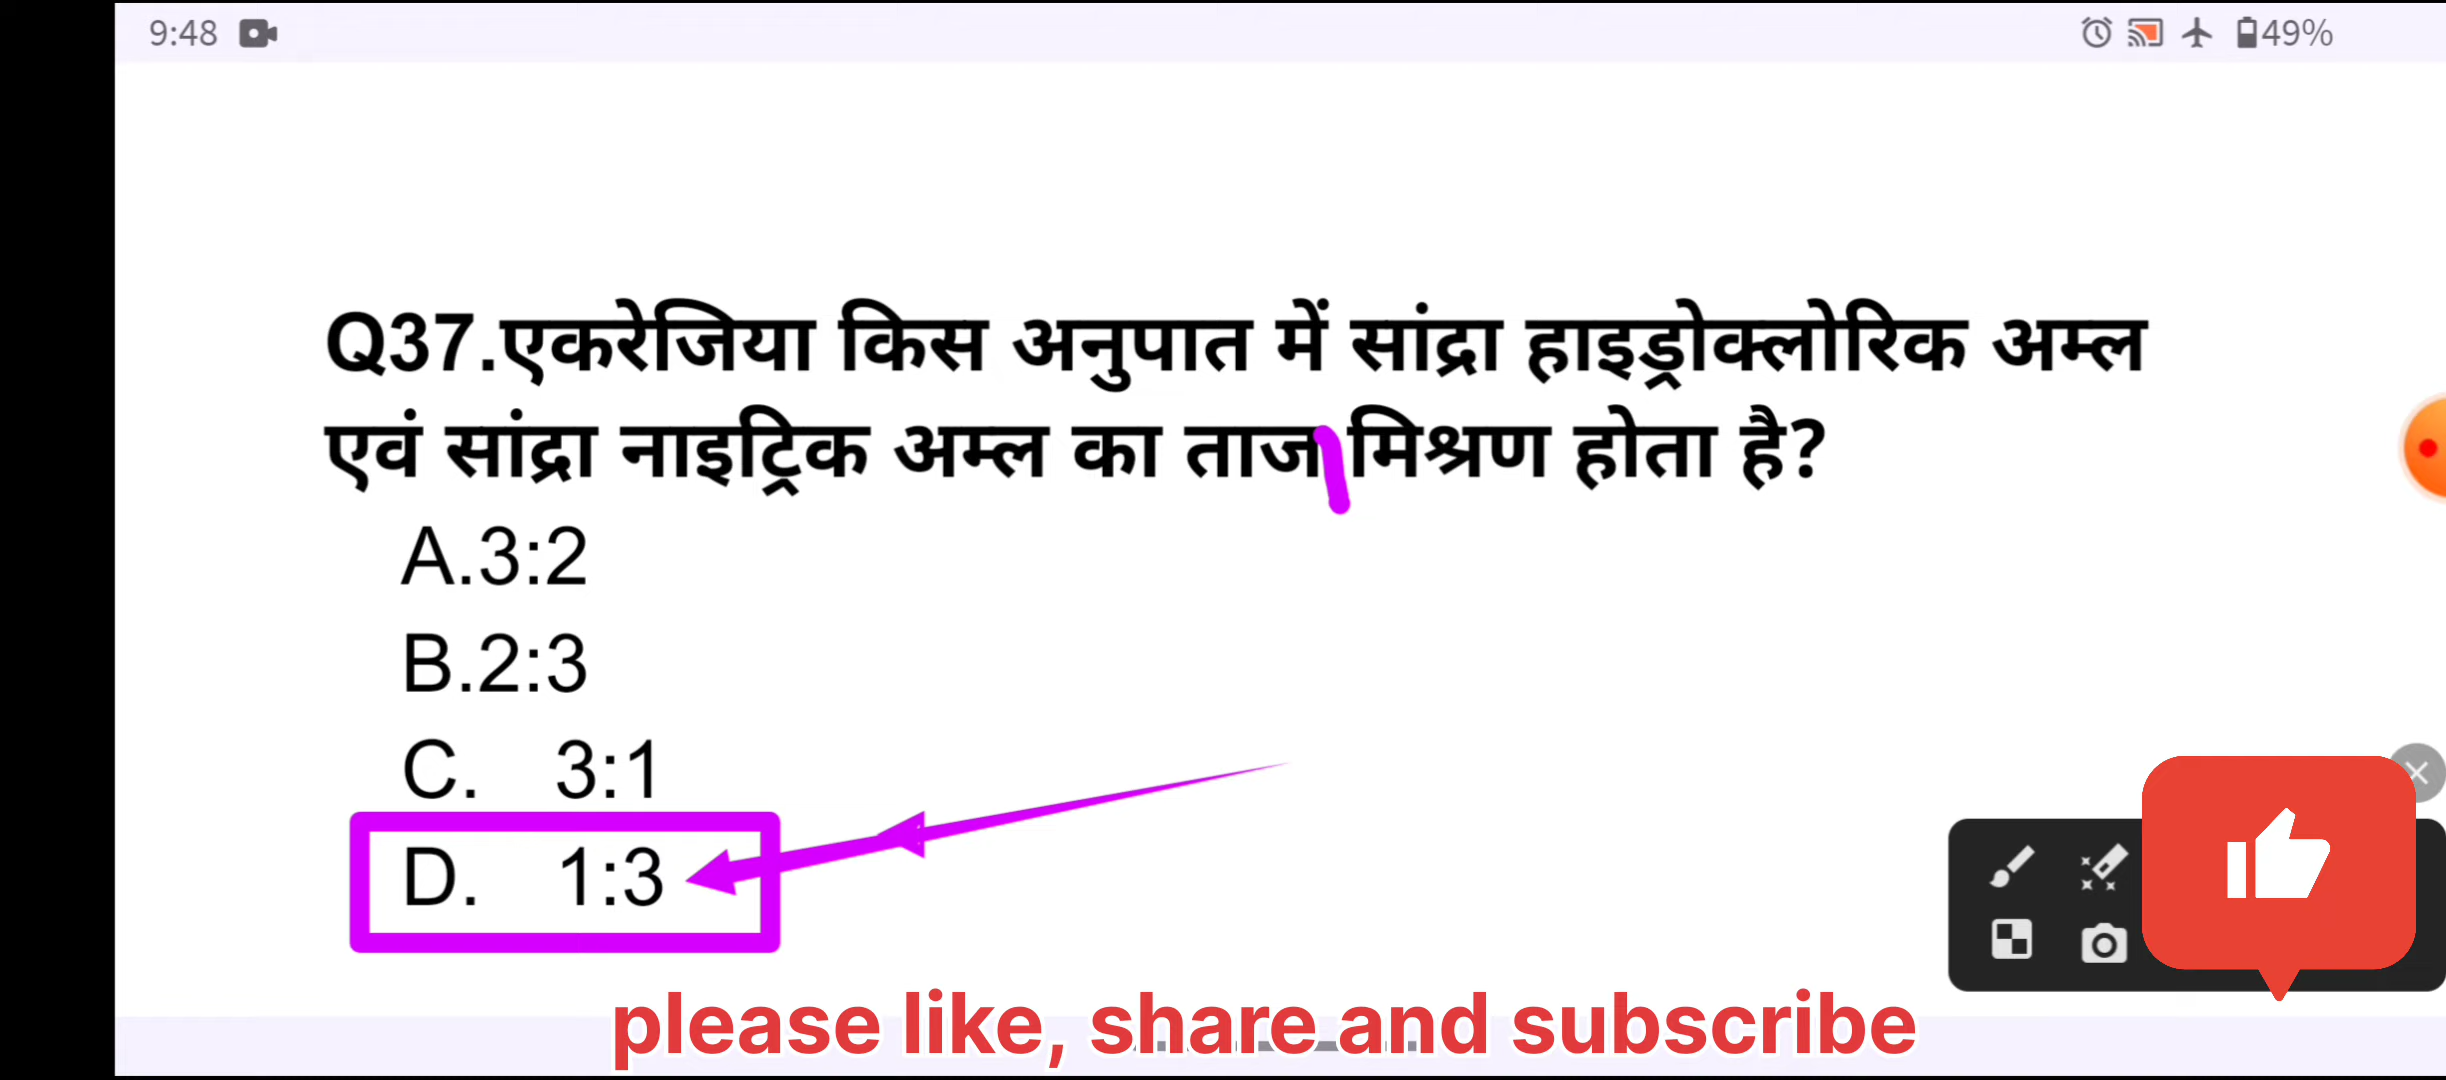 9:48 49%
Q37.एकरेजिया किस अनुपात में सांद्रा हाइड्रोक्लोरिक अम्ल
एवं सांद्रा नाइट्रिक अम्ल का ताजा मिश्रण होता है?
A.3:2
B.2:3
C. 3:1
D. 1:3
please like, share and subscribe